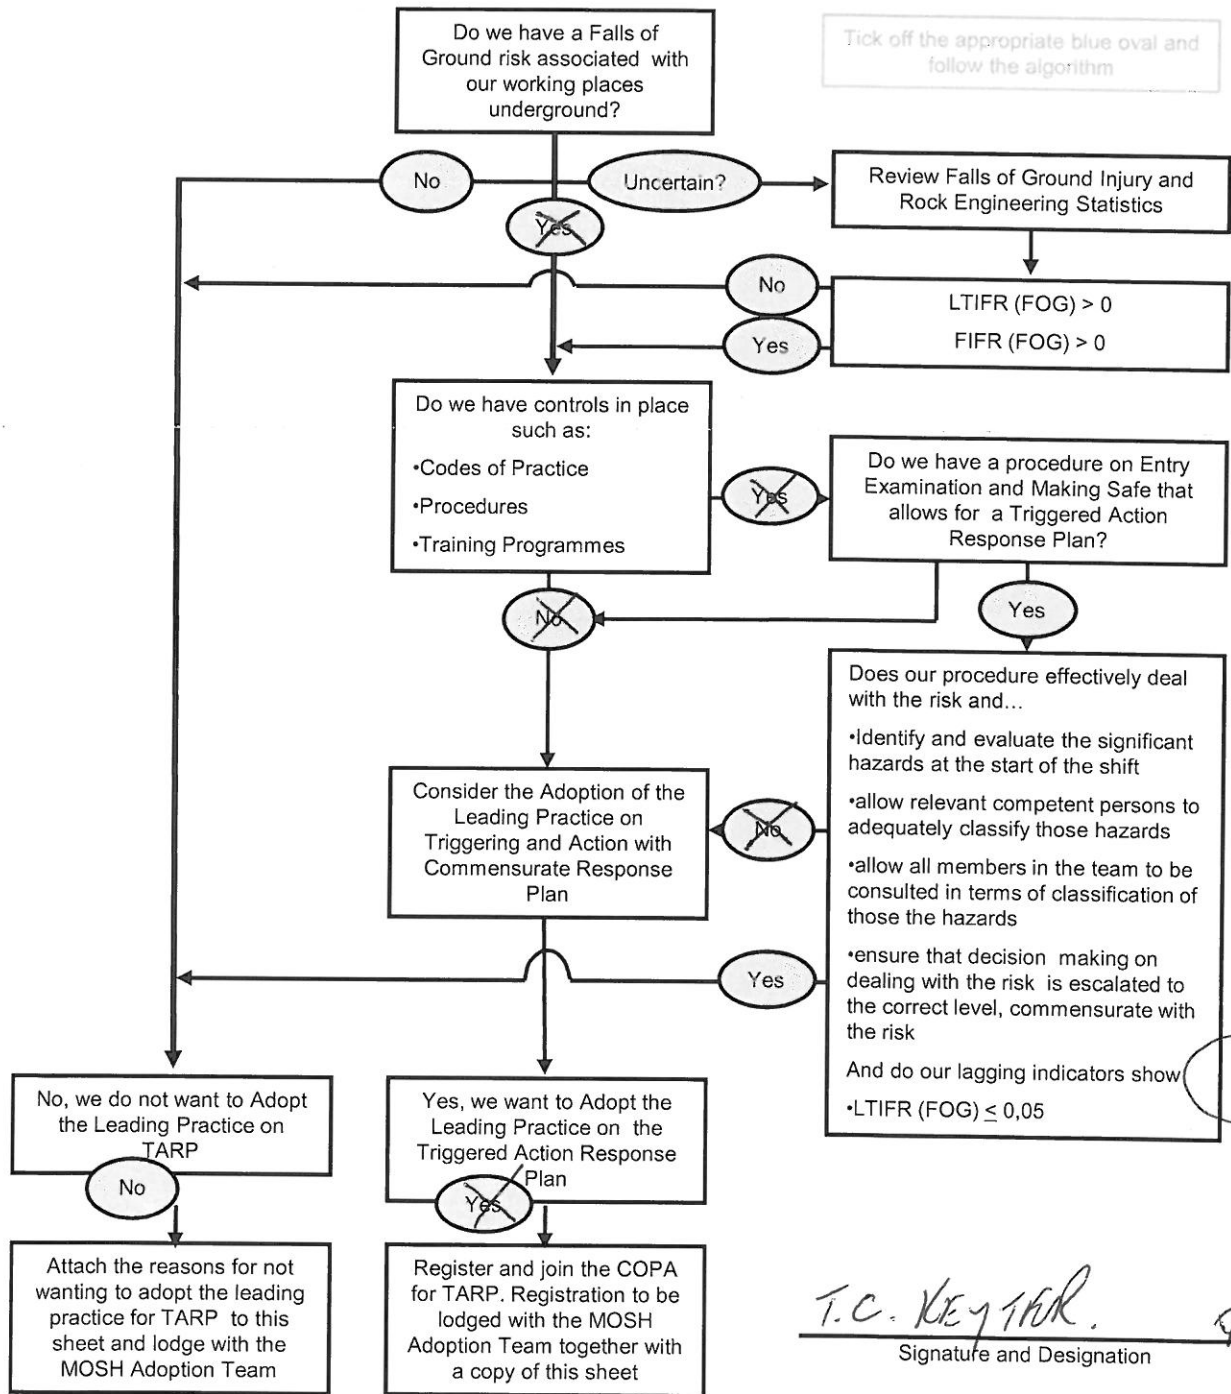 Do we have a Falls of
Ground risk associated with
our working places
underground?
Tick off the appropriate blue oval and
follow the algorithm
No
Uncertain?
Yes
Review Falls of Ground Injury and
Rock Engineering Statistics
No
Yes
LTIFR (FOG) > 0
FIFR (FOG) > 0
Do we have controls in place
such as:
•Codes of Practice
•Procedures
•Training Programmes
Yes
Do we have a procedure on Entry
Examination and Making Safe that
allows for a Triggered Action
Response Plan?
No
Yes
Does our procedure effectively deal
with the risk and...
•Identify and evaluate the significant
hazards at the start of the shift
•allow relevant competent persons to
adequately classify those hazards
•allow all members in the team to be
consulted in terms of classification of
those the hazards
•ensure that decision making on
dealing with the risk is escalated to
the correct level, commensurate with
the risk
And do our lagging indicators show
•LTIFR (FOG) ≤ 0,05
Consider the Adoption of the
Leading Practice on
Triggering and Action with
Commensurate Response
Plan
No
Yes
No, we do not want to Adopt
the Leading Practice on
TARP
No
Yes, we want to Adopt the
Leading Practice on the
Triggered Action Response
Plan
Yes
Attach the reasons for not
wanting to adopt the leading
practice for TARP to this
sheet and lodge with the
MOSH Adoption Team
Register and join the COPA
for TARP. Registration to be
lodged with the MOSH
Adoption Team together with
a copy of this sheet
T.C.
Signature and Designation